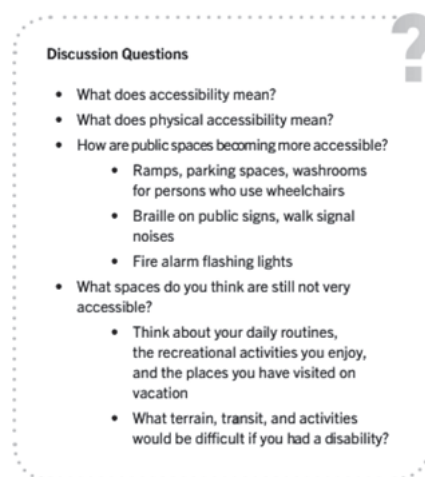 ?
Discussion Questions
• What does accessibility mean?
• What does physical accessibility mean?
• How are public spaces becoming more accessible?
• Ramps, parking spaces, washrooms
for persons who use wheelchairs
• Braille on public signs, walk signal
noises
• Fire alarm flashing lights
• What spaces do you think are still not very
accessible?
• Think about your daily routines,
the recreational activities you enjoy,
and the places you have visited on
vacation
• What terrain, transit, and activities
would be difficult if you had a disability?